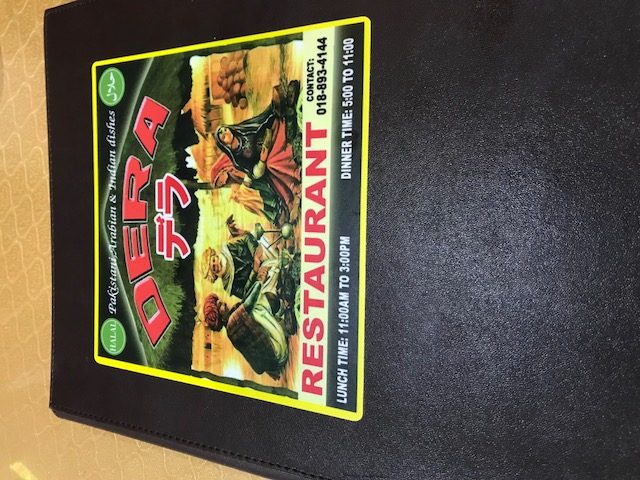 HALAL Pakistani, Arabian & Indian dishes حلال
DERA
デラ
RESTAURANT
CONTACT:
018-893-4144
LUNCH TIME: 11:00AM TO 3:00PM DINNER TIME: 5:00 TO 11:00